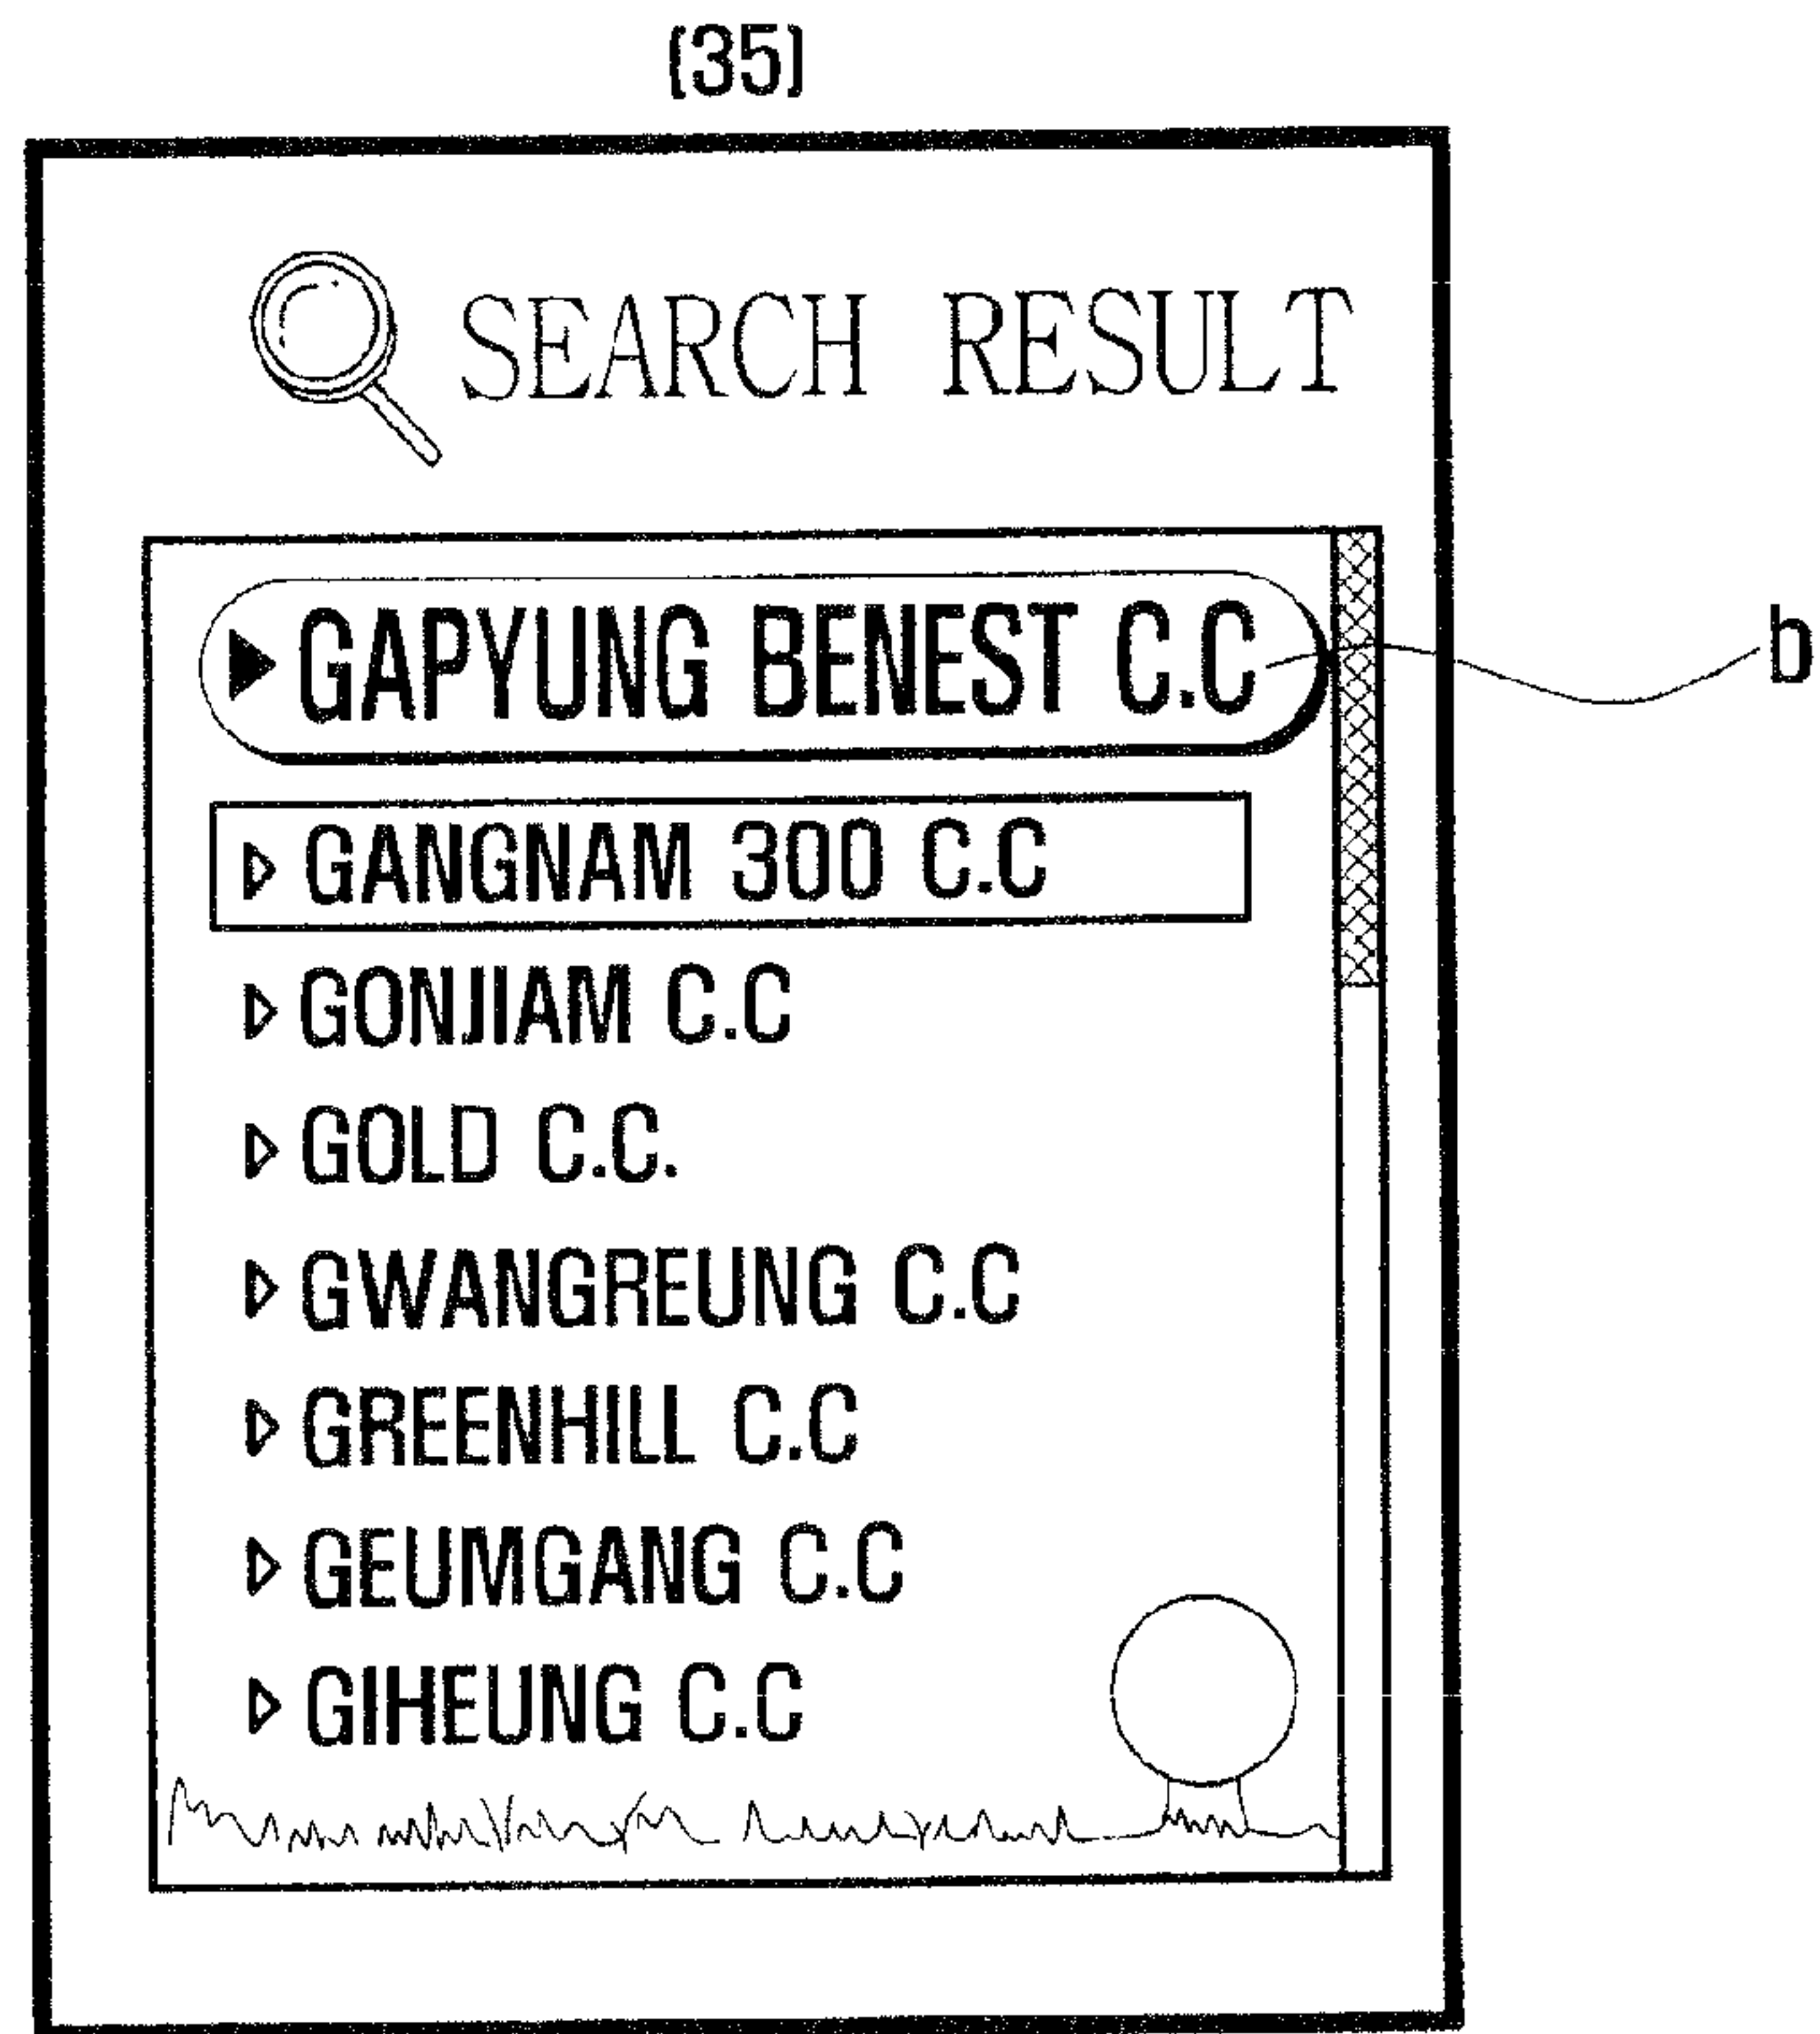 (35)
SEARCH RESULT
GAPYUNG BENEST C.C
b
GANGNAM 300 C.C
GONJIAM C.C
GOLD C.C.
GWANGREUNG C.C
GREENHILL C.C
GEUMGANG C.C
GIHEUNG C.C